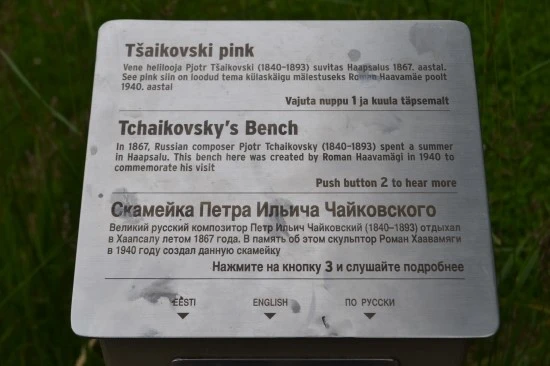 Tšaikovski pink
Vene helilooja Pjotr Tšaikovski (1840-1893) suvitas Haapsalus 1867. aastal.
See pink siin on loodud tema külaskäigu mälestuseks Roman Haavamäe poolt
1940. aastal
Vajuta nuppu 1 ja kuula täpsemalt
Tchaikovsky's Bench
In 1867, Russian composer Pjotr Tchaikovsky (1840-1893) spent a summer
in Haapsalu. This bench here was created by Roman Haavamägi in 1940 to
commemorate his visit
Push button 2 to hear more
Скамейка Петра Ильича Чайковского
Великий русский композитор Петр Ильич Чайковский (1840-1893) отдыхал
в Хаапсалу летом 1867 года. В память об этом скульптор Роман Хаавамяги
в 1940 году создал данную скамейку
Нажмите на кнопку 3 и слушайте подробнее
EESTI ENGLISH ПО РУССКИ